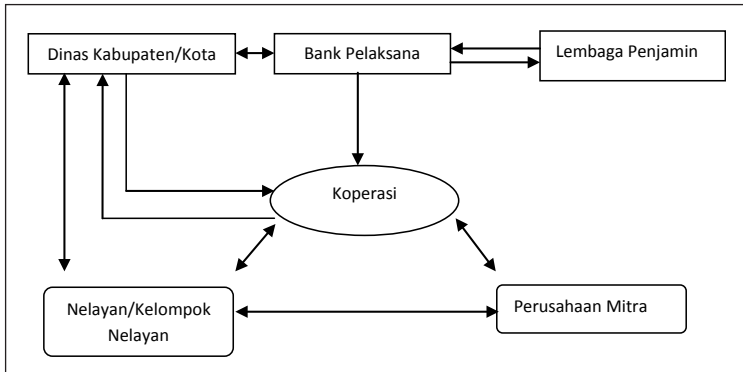 Dinas Kabupaten/Kota
Bank Pelaksana
Lembaga Penjamin
Koperasi
Nelayan/Kelompok
Nelayan
Perusahaan Mitra